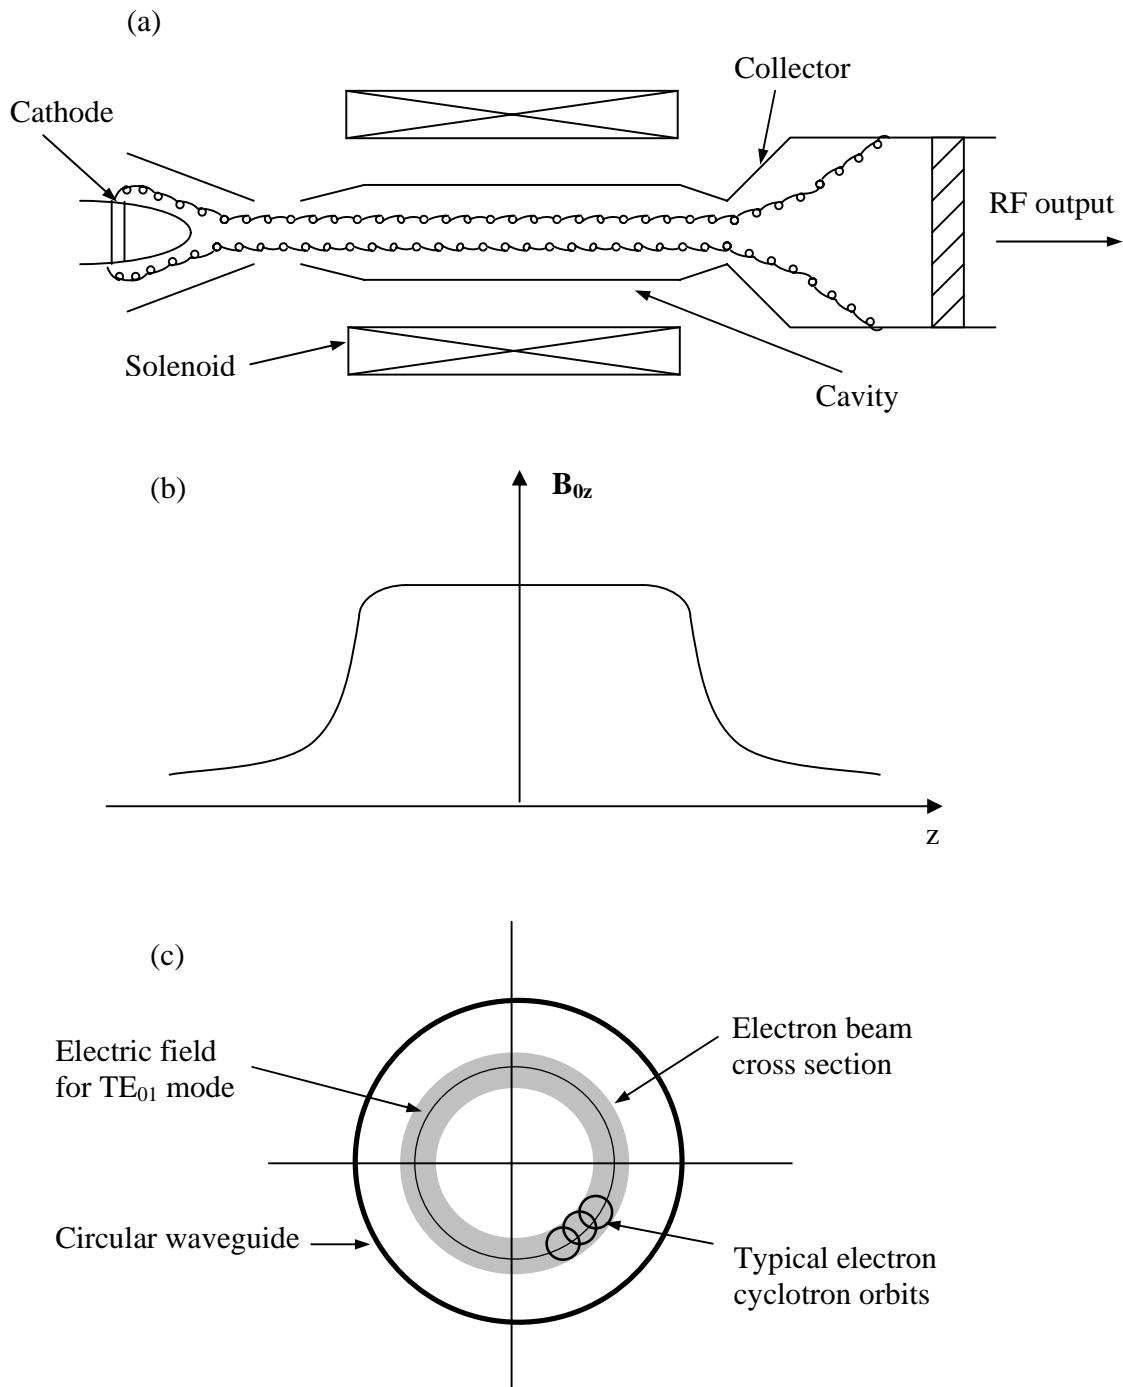 (a)
Collector
Cathode
RF output
Solenoid
Cavity
(b)
B0z
z
(c)
Electric field
for TE01 mode
Electron beam
cross section
Circular waveguide
Typical electron
cyclotron orbits